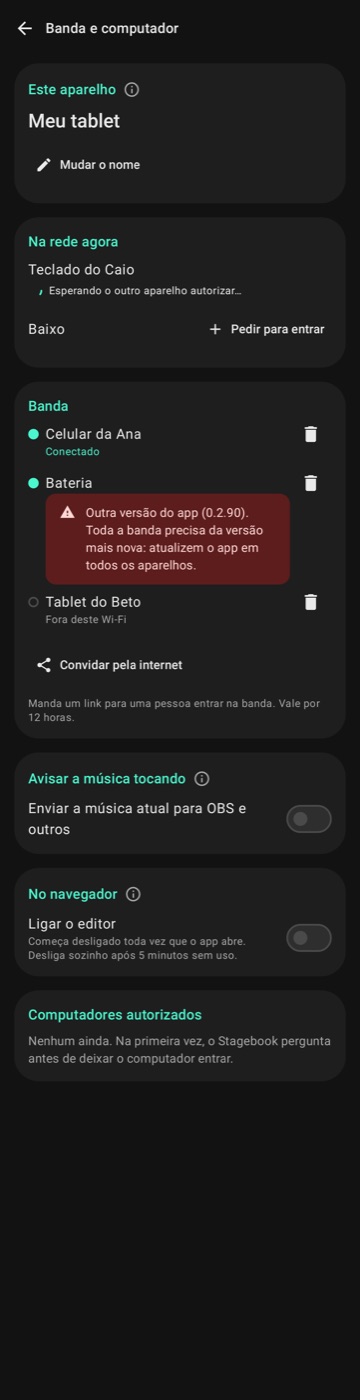 Banda e computador
Este aparelho
Meu tablet
Mudar o nome
Na rede agora
Teclado do Caio
Esperando o outro aparelho autorizar…
Baixo
Pedir para entrar
Banda
Celular da Ana
Conectado
Bateria
Outra versão do app (0.2.90).
Toda a banda precisa da versão
mais nova: atualizem o app em
todos os aparelhos.
Tablet do Beto
Fora deste Wi-Fi
Convidar pela internet
Manda um link para uma pessoa entrar na banda. Vale por
12 horas.
Avisar a música tocando
Enviar a música atual para OBS e
outros
No navegador
Ligar o editor
Começa desligado toda vez que o app abre.
Desliga sozinho após 5 minutos sem uso.
Computadores autorizados
Nenhum ainda. Na primeira vez, o Stagebook pergunta
antes de deixar o computador entrar.